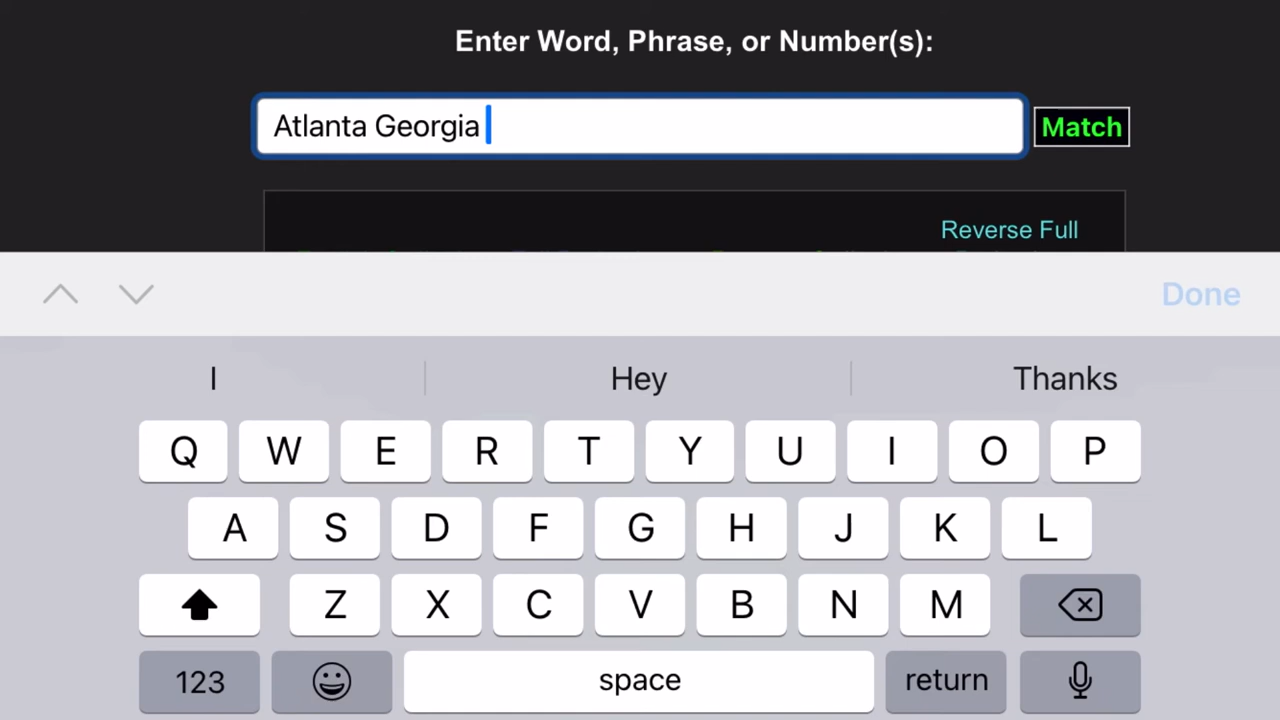 Enter Word, Phrase, or Number(s):
Atlanta Georgia
Match
Reverse Full
Done
I Hey Thanks
Q W E R T Y U I O P
A S D F G H J K L
Z X C V B N M
123 space return